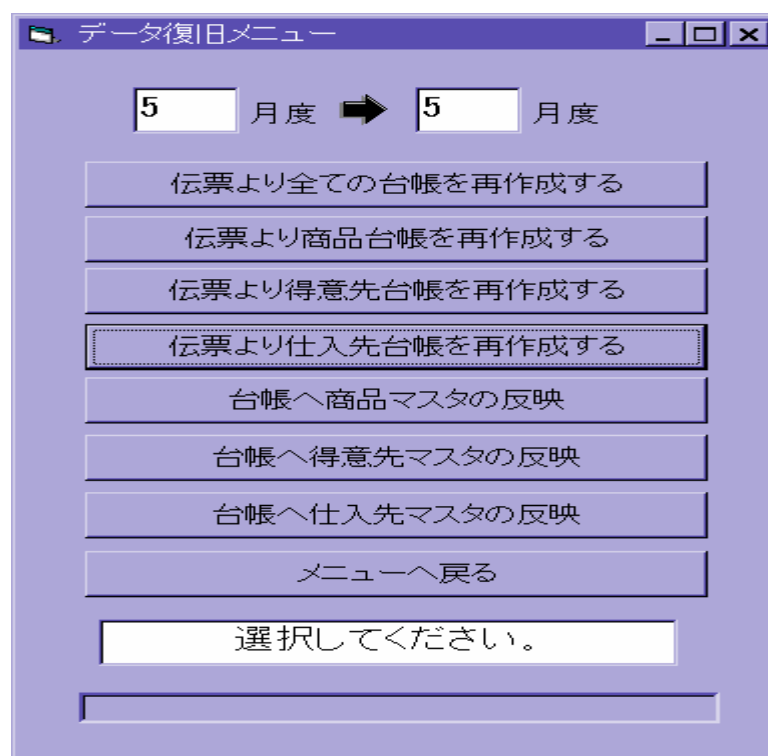 データ復旧メニュー
5 月度 5 月度
伝票より全ての台帳を再作成する
伝票より商品台帳を再作成する
伝票より得意先台帳を再作成する
伝票より仕入先台帳を再作成する
台帳へ商品マスタの反映
台帳へ得意先マスタの反映
台帳へ仕入先マスタの反映
メニューへ戻る
選択してください。